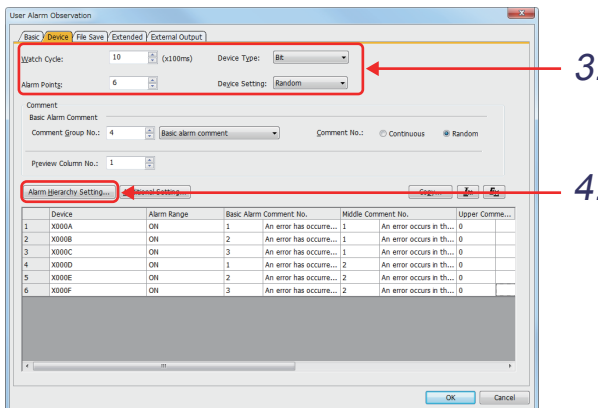 User Alarm Observation
Basic Device File Save Extended External Output
Watch Cycle: 10 (x100ms) Device Type: Bit
3.
Alarm Points: 6 Device Setting: Random
Comment
Basic Alarm Comment
Comment Group No.: 4 Basic alarm comment Comment No.: Continuous Random
Preview Column No.: 1
Alarm Hierarchy Setting... Setting... Copy...
4.
Device Alarm Range Basic Alarm Comment No. Middle Comment No. Upper Comme...
1 X000A ON 1 An error has occurre... 1 An error occurs in th... 0
2 X000B ON 2 An error has occurre... 1 An error occurs in th... 0
3 X000C ON 3 An error has occurre... 1 An error occurs in th... 0
4 X000D ON 1 An error has occurre... 2 An error occurs in th... 0
5 X000E ON 2 An error has occurre... 2 An error occurs in th... 0
6 X000F ON 3 An error has occurre... 2 An error occurs in th... 0
OK Cancel